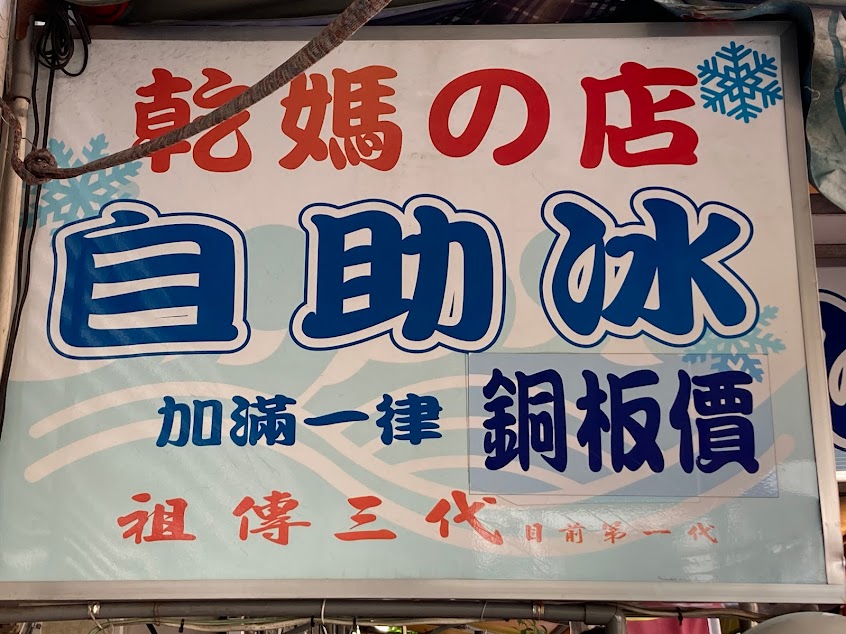 乾媽の店
自助冰
加滿一律 銅板價
祖傳三代 目前第一代